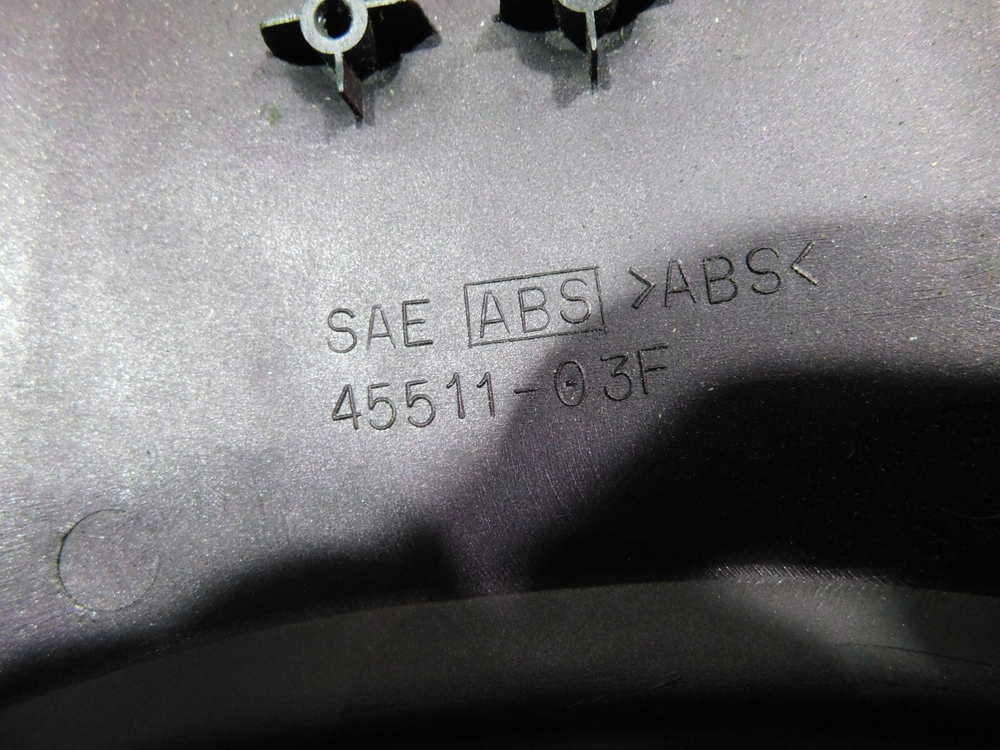 SAE ABS >ABS<
45511-03F